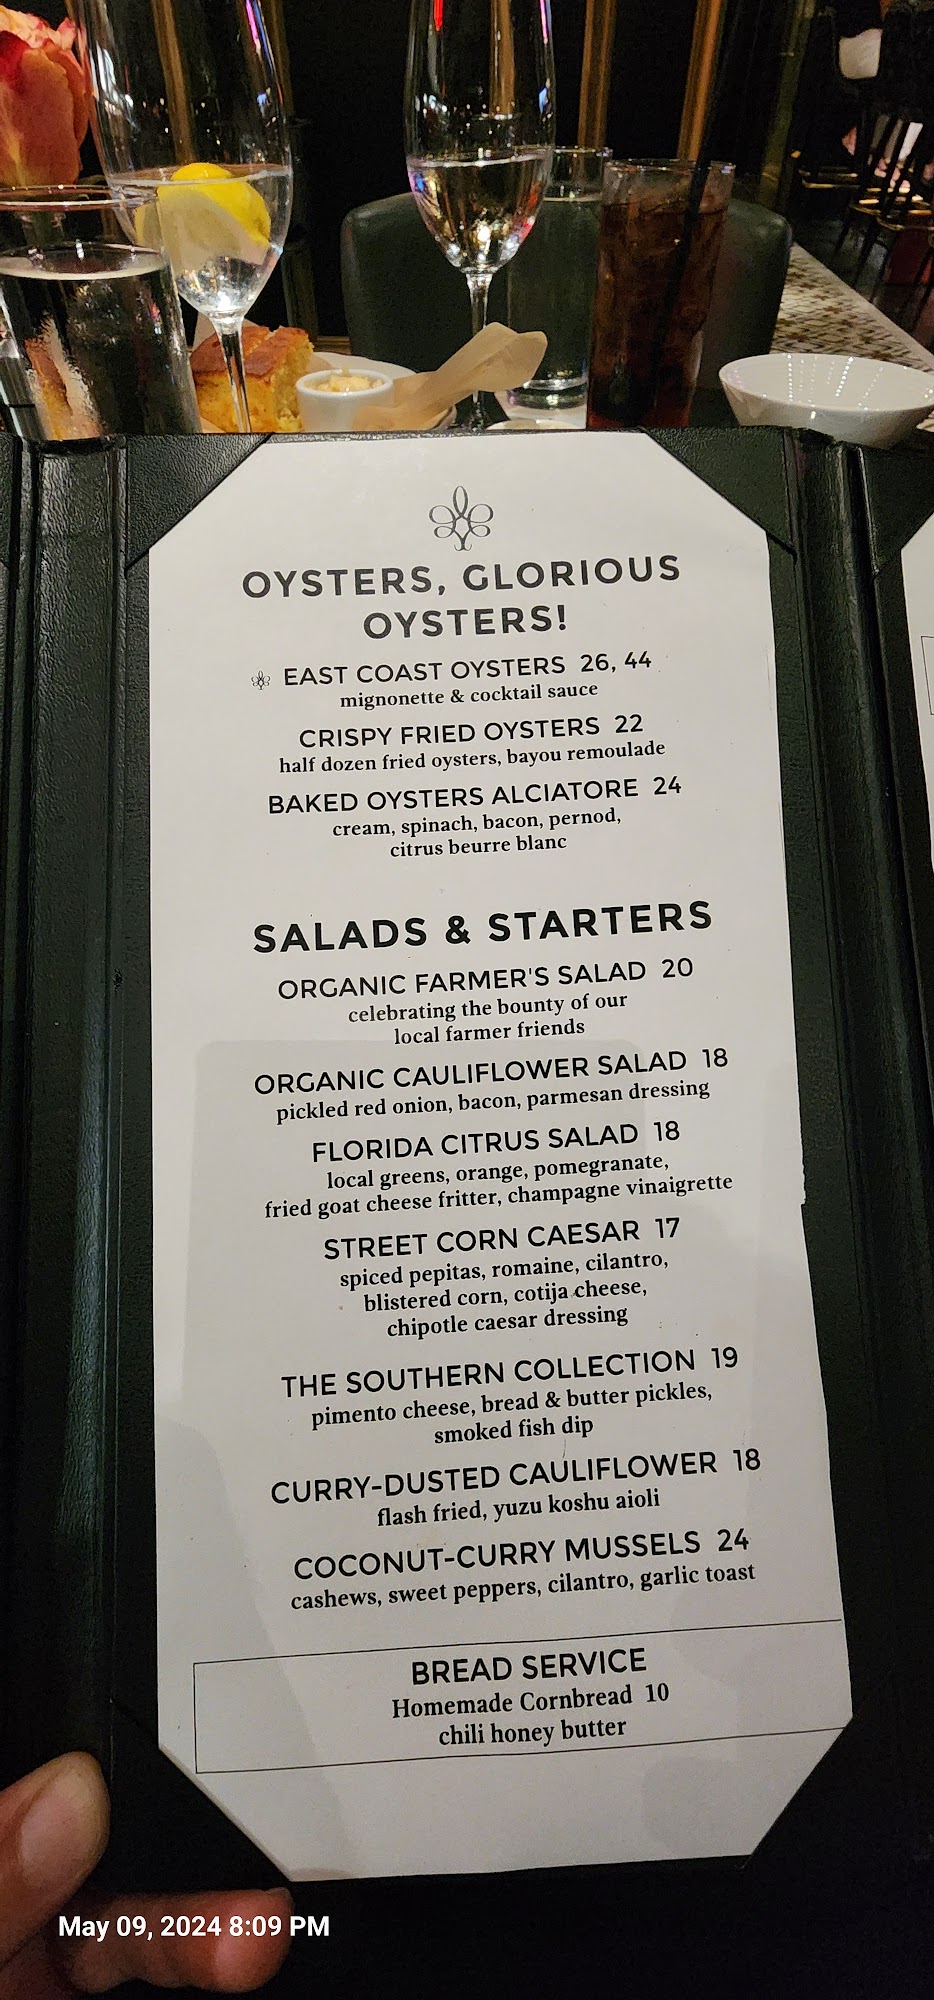 OYSTERS, GLORIOUS
OYSTERS!
EAST COAST OYSTERS 26, 44
mignonette & cocktail sauce
CRISPY FRIED OYSTERS 22
half dozen fried oysters, bayou remoulade
BAKED OYSTERS ALCIATORE 24
cream, spinach, bacon, pernod,
citrus beurre blanc
SALADS & STARTERS
ORGANIC FARMER'S SALAD 20
celebrating the bounty of our
local farmer friends
ORGANIC CAULIFLOWER SALAD 18
pickled red onion, bacon, parmesan dressing
FLORIDA CITRUS SALAD 18
local greens, orange, pomegranate,
fried goat cheese fritter, champagne vinaigrette
STREET CORN CAESAR 17
spiced pepitas, romaine, cilantro,
blistered corn, cotija cheese,
chipotle caesar dressing
THE SOUTHERN COLLECTION 19
pimento cheese, bread & butter pickles,
smoked fish dip
CURRY-DUSTED CAULIFLOWER 18
flash fried, yuzu koshu aioli
COCONUT-CURRY MUSSELS 24
cashews, sweet peppers, cilantro, garlic toast
BREAD SERVICE
Homemade Cornbread 10
chili honey butter
May 09, 2024 8:09 PM